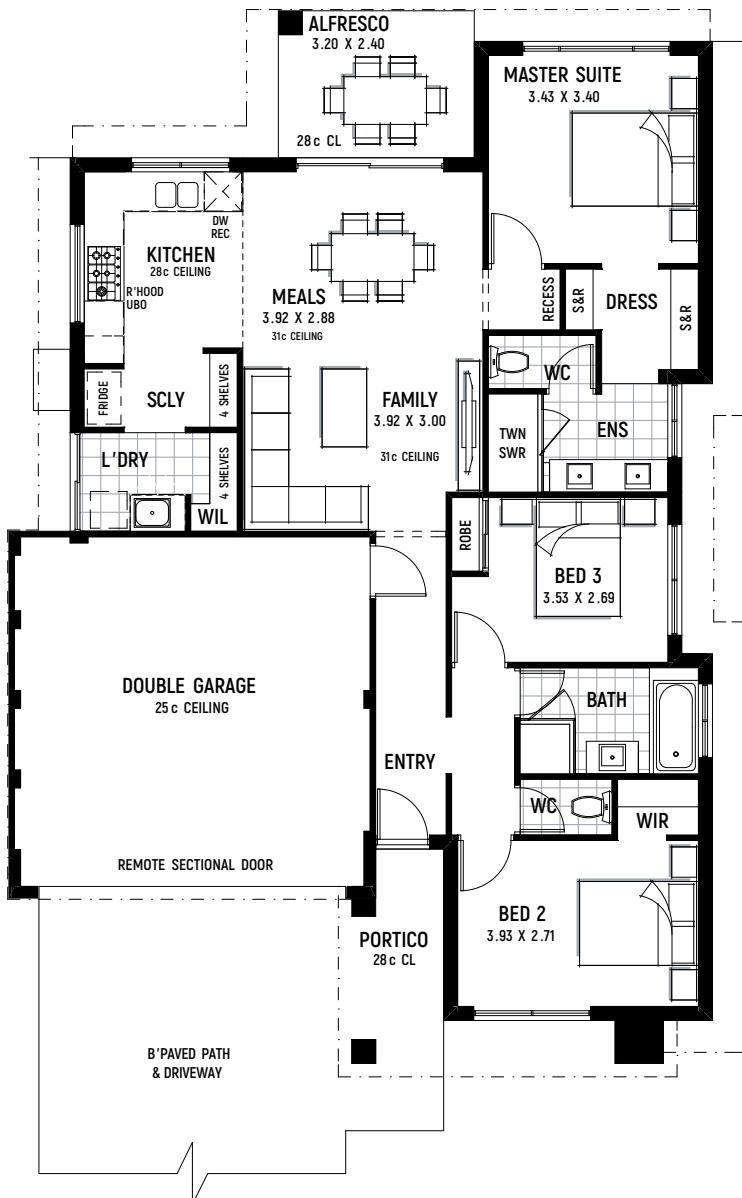 ALFRESCO
3.20 X 2.40
28c CL
MASTER SUITE
3.43 X 3.40
DW
REC
KITCHEN
28c CEILING
R'HOOD
UBO
MEALS
3.92 X 2.88
31c CEILING
RECESS
S&R
DRESS
S&R
FRIDGE
SCLY
4 SHELVES
FAMILY
3.92 X 3.00
31c CEILING
WC
TWN
SWR
ENS
L'DRY
4 SHELVES
WIL
ROBE
BED 3
3.53 X 2.69
DOUBLE GARAGE
25c CEILING
BATH
ENTRY
WC
WIR
REMOTE SECTIONAL DOOR
BED 2
3.93 X 2.71
PORTICO
28c CL
B'PAVED PATH
& DRIVEWAY